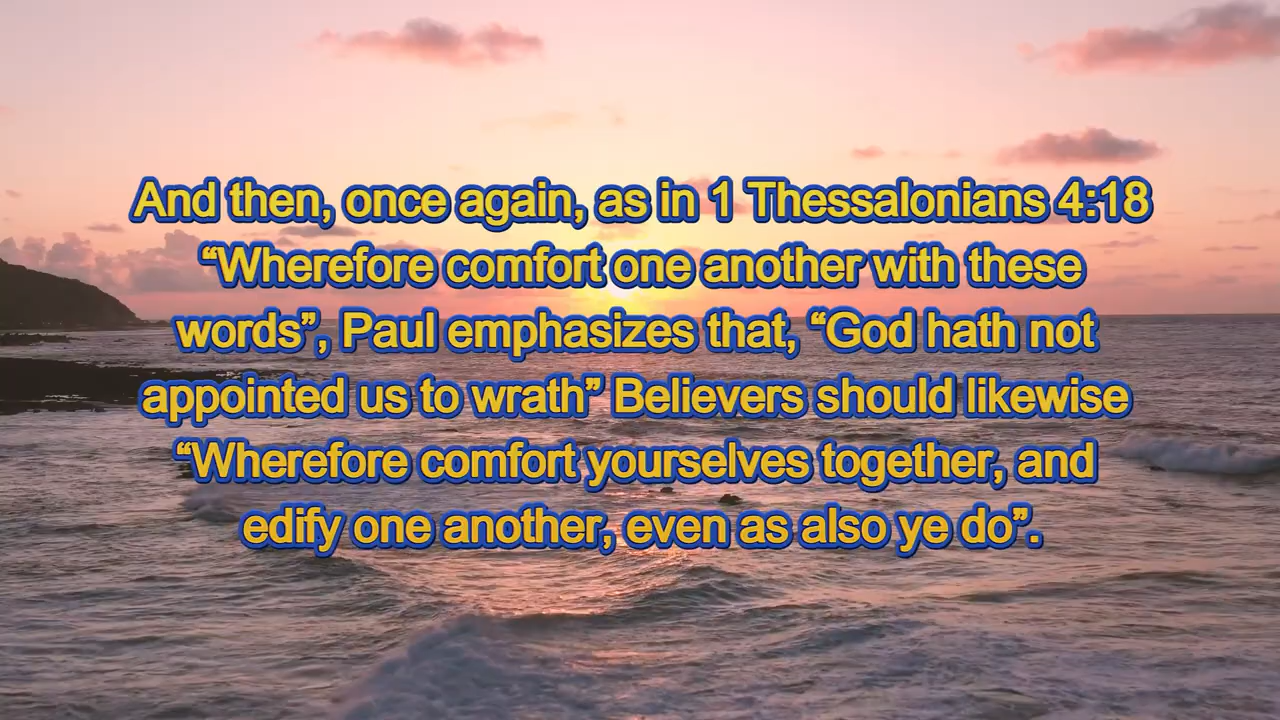 And then, once again, as in 1 Thessalonians 4:18
“Wherefore comfort one another with these
words”, Paul emphasizes that, “God hath not
appointed us to wrath” Believers should likewise
“Wherefore comfort yourselves together, and
edify one another, even as also ye do”.